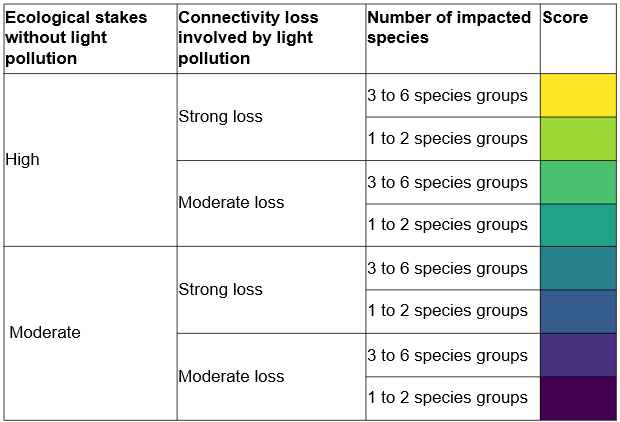 Ecological stakes
without light
pollution
Connectivity loss
involved by light
pollution
Number of impacted
species
Score
High
Strong loss
3 to 6 species groups
1 to 2 species groups
Moderate loss
3 to 6 species groups
1 to 2 species groups
Moderate
Strong loss
3 to 6 species groups
1 to 2 species groups
Moderate loss
3 to 6 species groups
1 to 2 species groups